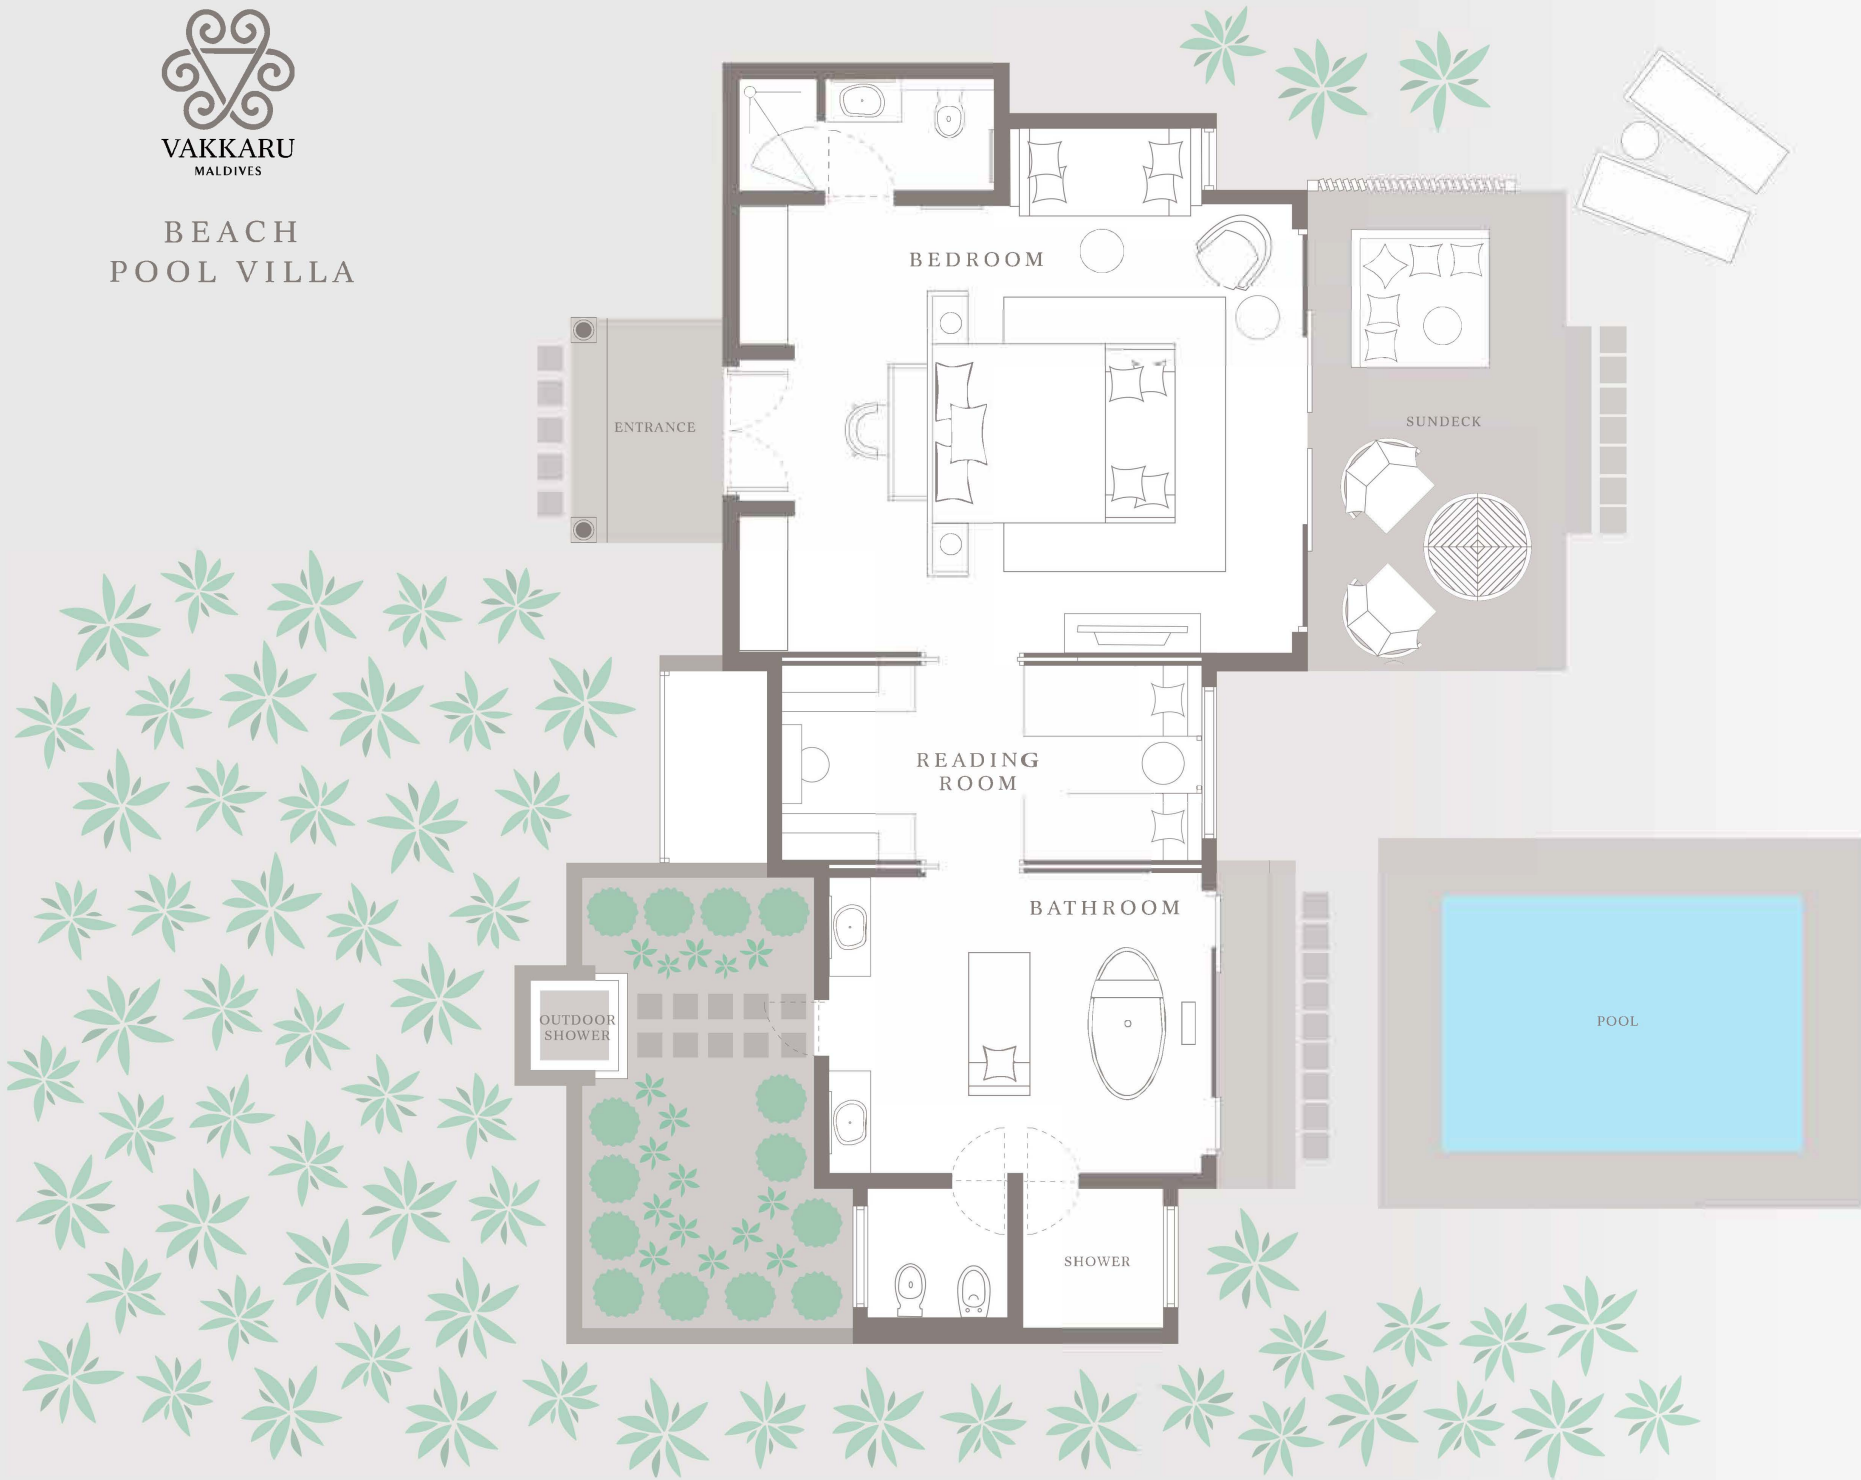 VAKKARU
MALDIVES
BEACH
POOL VILLA
BEDROOM
ENTRANCE
SUNDECK
READING
ROOM
BATHROOM
OUTDOOR
SHOWER
POOL
SHOWER